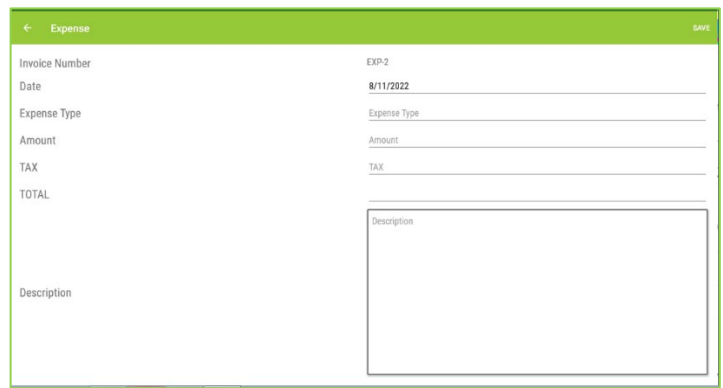 ← Expense SAVE
Invoice Number EXP-2
Date 8/11/2022
Expense Type Expense Type
Amount Amount
TAX TAX
TOTAL
Description
Description